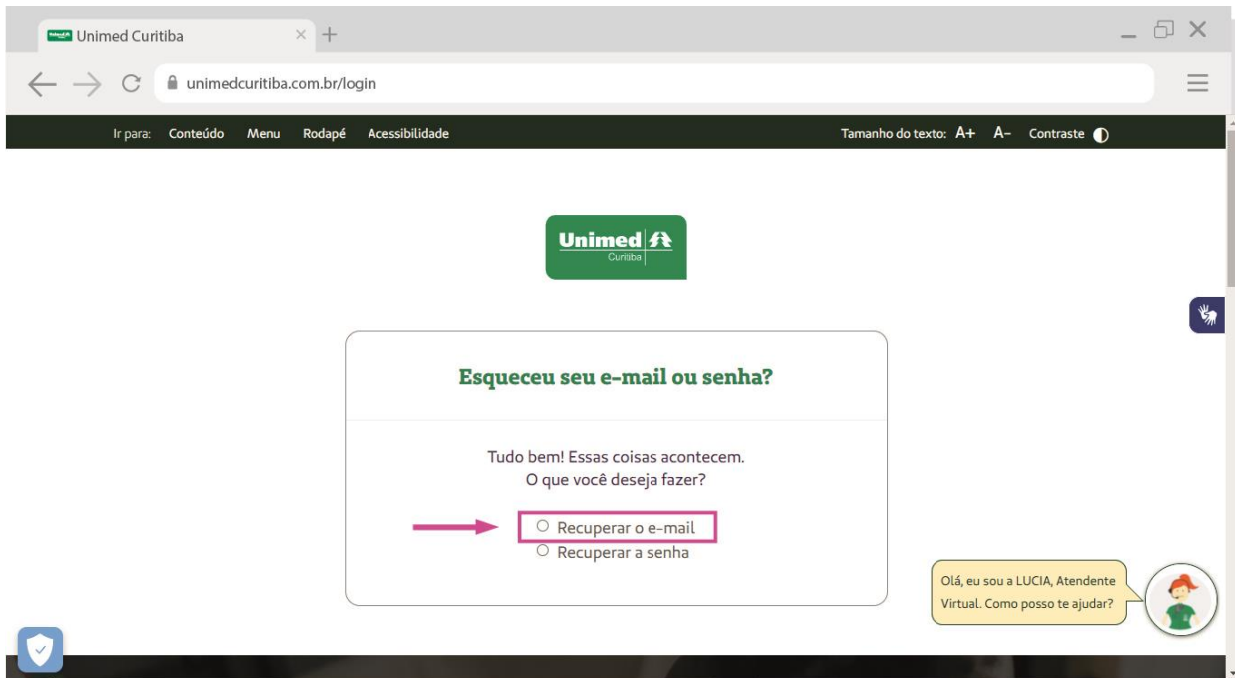 Unimed Curitiba
unimedcuritiba.com.br/login
Ir para: Conteúdo Menu Rodapé Acessibilidade
Tamanho do texto: A+ A- Contraste
Unimed
Curitiba
Esqueceu seu e-mail ou senha?
Tudo bem! Essas coisas acontecem.
O que você deseja fazer?
Recuperar o e-mail
Recuperar a senha
Olá, eu sou a LUCIA, Atendente
Virtual. Como posso te ajudar?